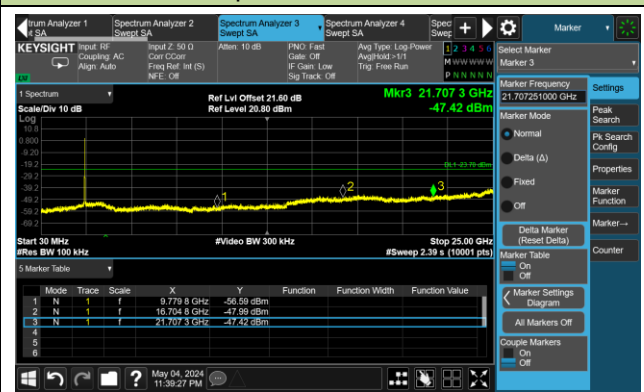 trum Analyzer 1
t SA
Spectrum Analyzer 2
Swept SA
Spectrum Analyzer 3
Swept SA
Spectrum Analyzer 4
Swept SA
Spec
Swe
Marker
KEYSIGHT
Input: RF
Coupling: AC
Align: Auto
Input Z: 50 Ω
Corr CCorr
Freq Ref: Int (S)
NFE: Off
Atten: 10 dB
PNO: Fast
Gate: Off
IF Gain: Low
Sig Track: Off
Avg Type: Log-Power
Avg|Hold:>1/1
Trig: Free Run
1 2 3 4 5 6
M W W W W W
P N N N N N
Select Marker
Marker 3
1 Spectrum
Scale/Div 10 dB
Ref Lvl Offset 21.60 dB
Ref Level 20.80 dBm
Mkr3 21.707 3 GHz
-47.42 dBm
Log
10.8
0.800
-9.20
-19.2
-29.2
-39.2
-49.2
-59.2
-69.2
DL1 -23.70 dBm
1
2
3
Start 30 MHz
#Res BW 100 kHz
#Video BW 300 kHz
Stop 25.00 GHz
#Sweep 2.39 s (10001 pts)
5 Marker Table
Mode Trace Scale X Y Function Function Width Function Value
1 N 1 f 9.779 8 GHz -56.59 dBm
2 N 1 f 16.704 8 GHz -47.99 dBm
3 N 1 f 21.707 3 GHz -47.42 dBm
4
5
6
Marker Frequency
21.707251000 GHz
Marker Mode
Normal
Delta (Δ)
Fixed
Off
Delta Marker
(Reset Delta)
Marker Table
On
Off
Marker Settings
Diagram
All Markers Off
Couple Markers
On
Off
Settings
Peak
Search
Pk Search
Config
Properties
Marker
Function
Marker→
Counter
May 04, 2024
11:39:27 PM